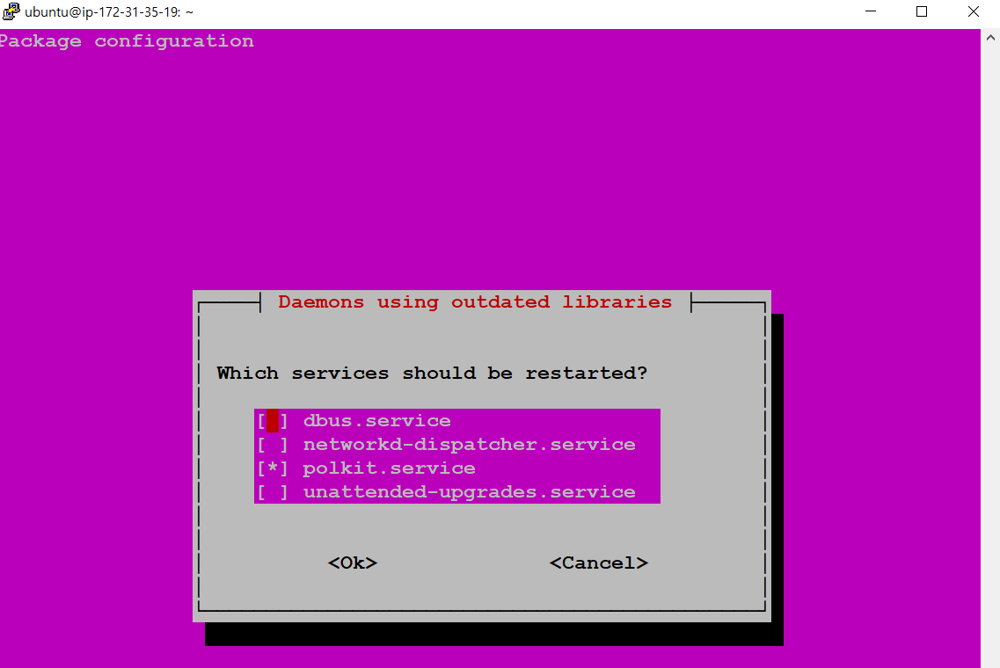 ubuntu@ip-172-31-35-19: ~
Package configuration
Daemons using outdated libraries
Which services should be restarted?
[ ] dbus.service
[ ] networkd-dispatcher.service
[*] polkit.service
[ ] unattended-upgrades.service
<Ok> <Cancel>